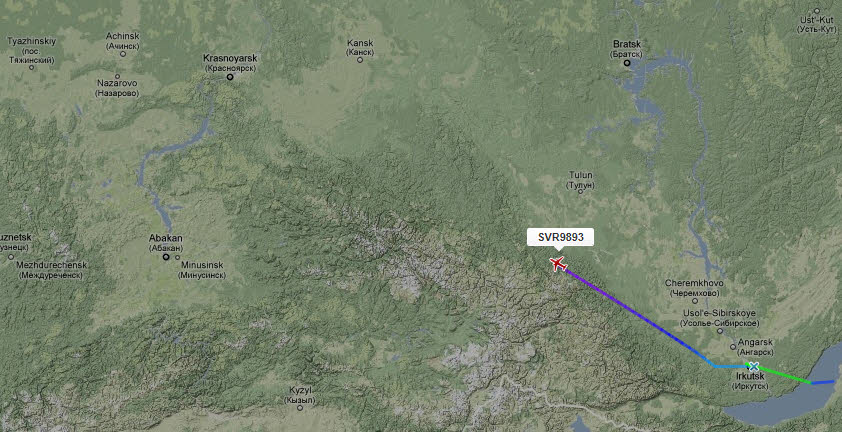 Ust'-Kut
(Усть-Кут)
Tyazhinskiy
(пос.
Тяжинский)
Achinsk
(Ачинск)
Kansk
(Канск)
Bratsk
(Братск)
Krasnoyarsk
(Красноярск)
Nazarovo
(Назарово)
Tulun
(Тулун)
SVR9893
uznetsk
узнецк)
Abakan
(Абакан)
Mezhdurechensk
(Междуреченск)
Minusinsk
(Минусинск)
Cheremkhovo
(Черемхово)
Usol'e-Sibirskoye
(Усолье-Сибирское)
Angarsk
(Ангарск)
Irkutsk
(Иркутск)
Kyzyl
(Кызыл)